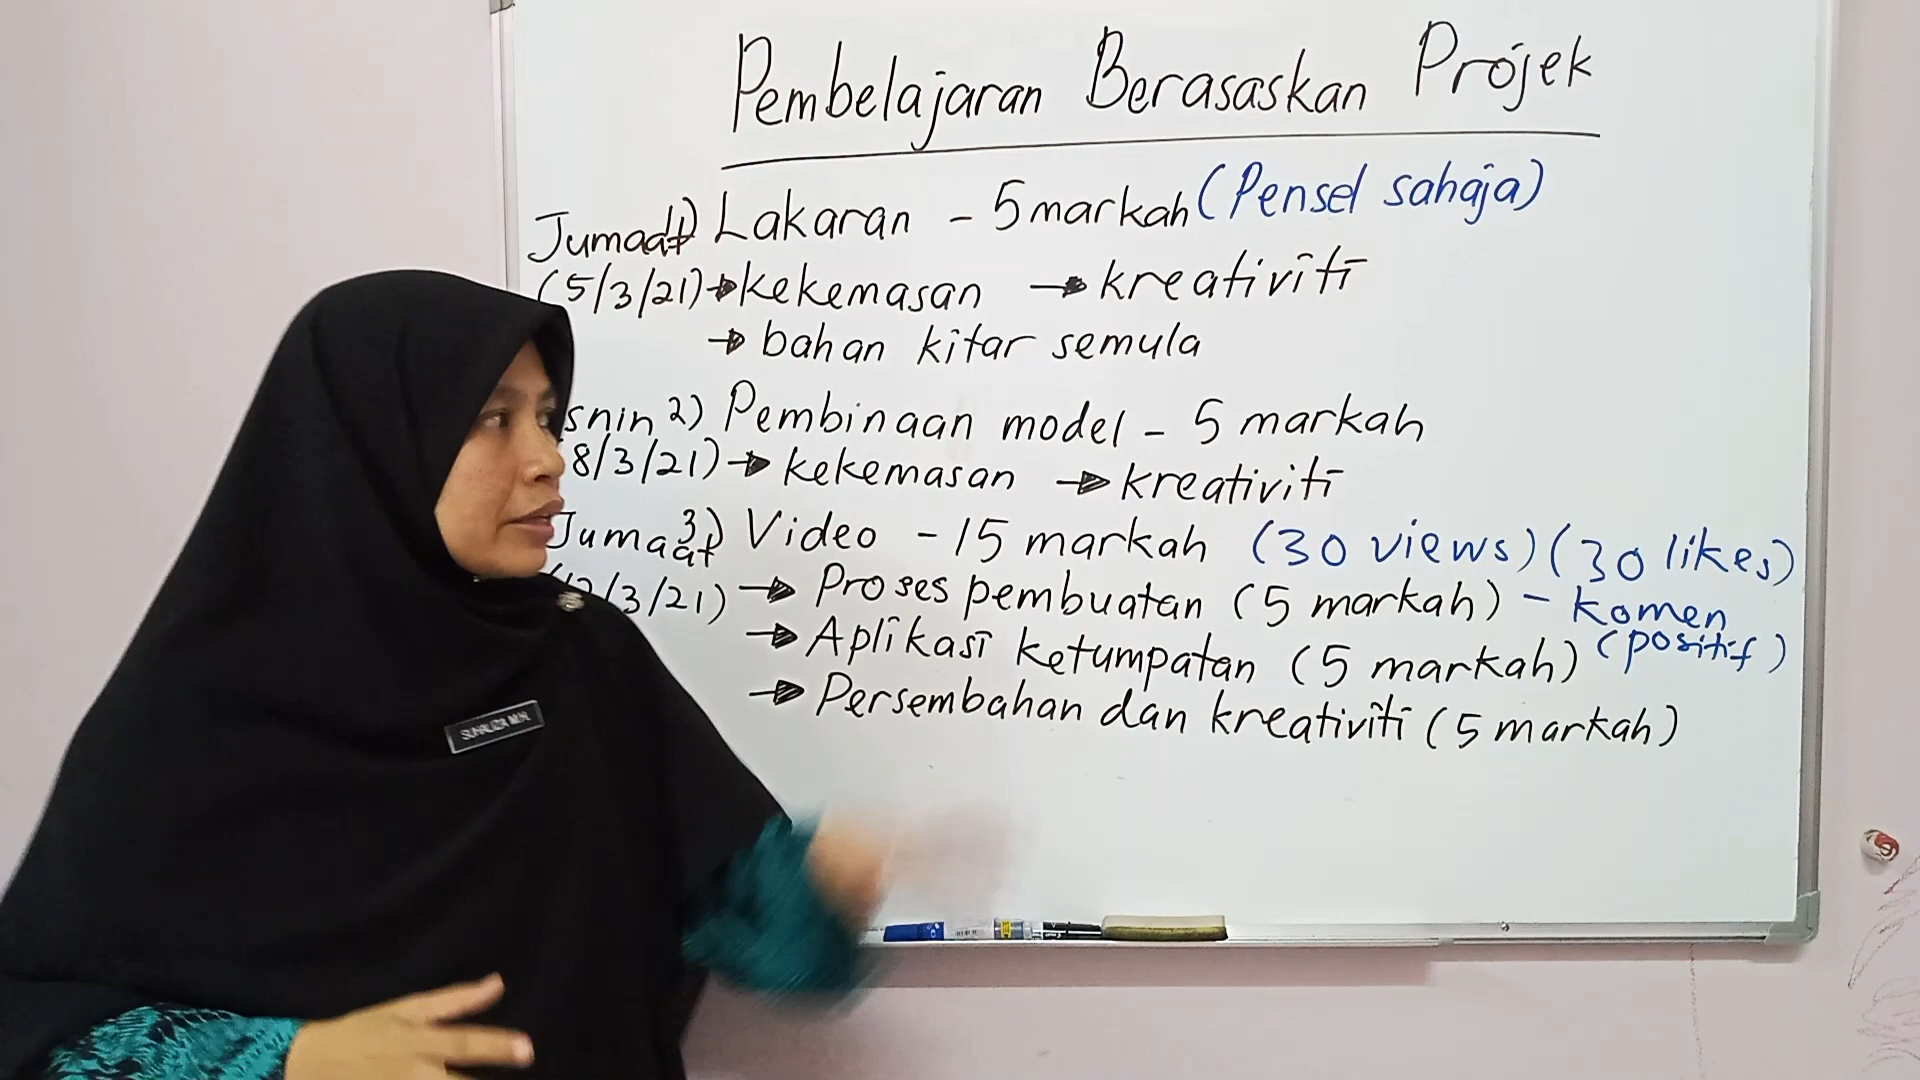 Pembelajaran Berasaskan Projek
Jumaat 1) Lakaran - 5 markah (Pensel sahaja)
(5/3/21) → kekemasan → kreativiti
→ bahan kitar semula
snin 2) Pembinaan model - 5 markah
8/3/21) → kekemasan → kreativiti
Jumaat 3) Video - 15 markah (30 views) (30 likes)
/3/21) → Proses pembuatan (5 markah) - komen
→ Aplikasi ketumpatan (5 markah) (positif)
→ Persembahan dan kreativiti (5 markah)